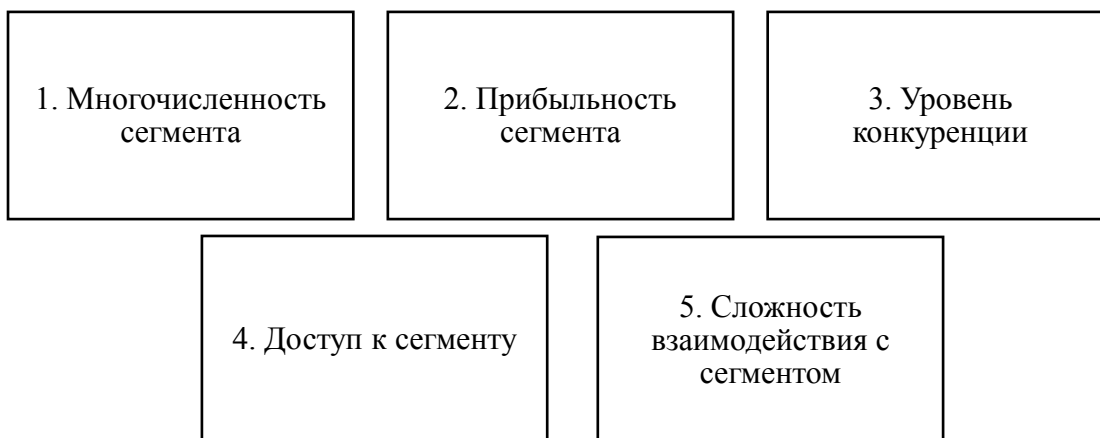 1. Многочисленность
сегмента
2. Прибыльность
сегмента
3. Уровень
конкуренции
4. Доступ к сегменту
5. Сложность
взаимодействия с
сегментом